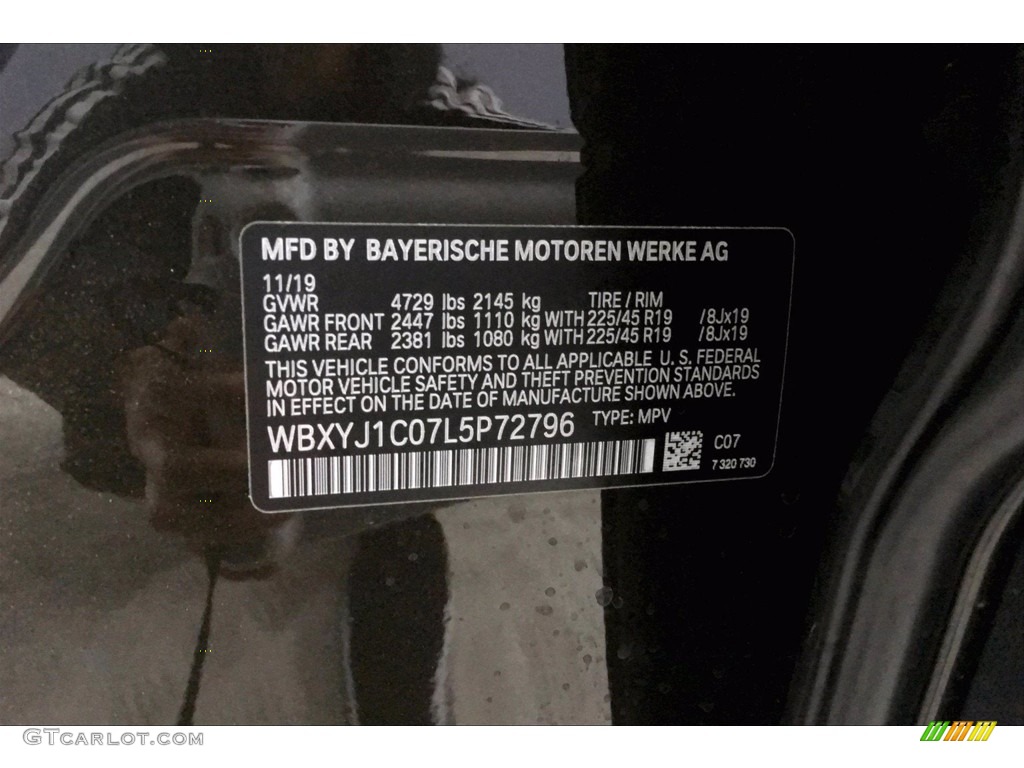 MFD BY BAYERISCHE MOTOREN WERKE AG
11/19
GVWR 4729 lbs 2145 kg TIRE / RIM
GAWR FRONT 2447 lbs 1110 kg WITH 225/45 R19 /8Jx19
GAWR REAR 2381 lbs 1080 kg WITH 225/45 R19 /8Jx19
THIS VEHICLE CONFORMS TO ALL APPLICABLE U. S. FEDERAL
MOTOR VEHICLE SAFETY AND THEFT PREVENTION STANDARDS
IN EFFECT ON THE DATE OF MANUFACTURE SHOWN ABOVE.
WBXYJ1C07L5P72796 TYPE: MPV
C07
7 320 730
GTcarlot.com